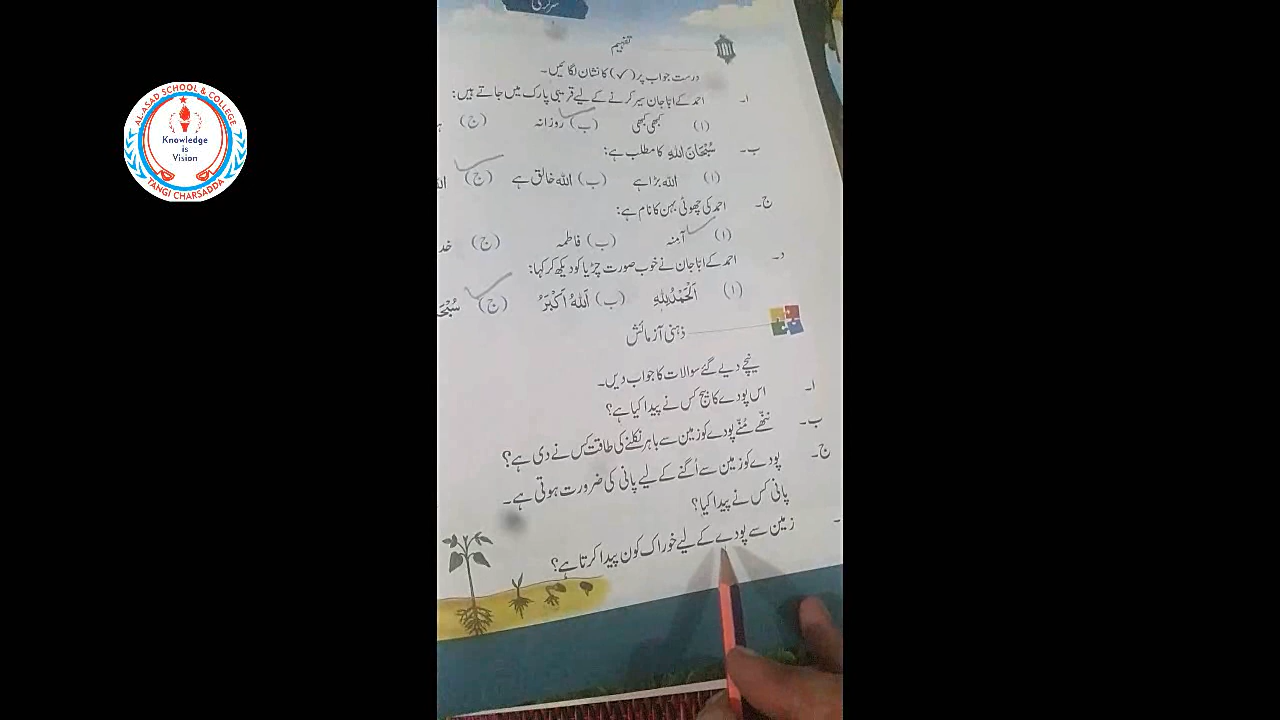 AL-ASAD SCHOOL & COLLEGE
Knowledge
is
Vision
TANGI CHARSADDA
سرگرمی
تفہیم
درست جواب پر (✓) کا نشان لگائیں۔
ا۔ احمد کے ابّا جان سیر کرنے کے لیے قریبی پارک میں جاتے ہیں:
(ا) کبھی کبھی (ب) روزانہ (ج)
ب۔ سُبْحَانَ اللہِ کا مطلب ہے:
(ا) اللہ بڑا ہے (ب) اللہ خالق ہے (ج)
ج۔ احمد کی چھوٹی بہن کا نام ہے:
(ا) آمنہ (ب) فاطمہ (ج)
د۔ احمد کے ابّا جان نے خوب صورت چڑیا کو دیکھ کر کہا:
(ا) اَلْحَمْدُلِلّٰہِ (ب) اَللّٰہُ اَکْبَرُ (ج)
ذہنی آزمائش
نیچے دیے گئے سوالات کا جواب دیں۔
ا۔ اس پودے کا بیج کس نے پیدا کیا ہے؟
ب۔ ننّھے مُنّے پودے کو زمین سے باہر نکلنے کی طاقت کس نے دی ہے؟
ج۔ پودے کو زمین سے اُگنے کے لیے پانی کی ضرورت ہوتی ہے۔
پانی کس نے پیدا کیا؟
زمین سے پودے کے لیے خوراک کون پیدا کرتا ہے؟